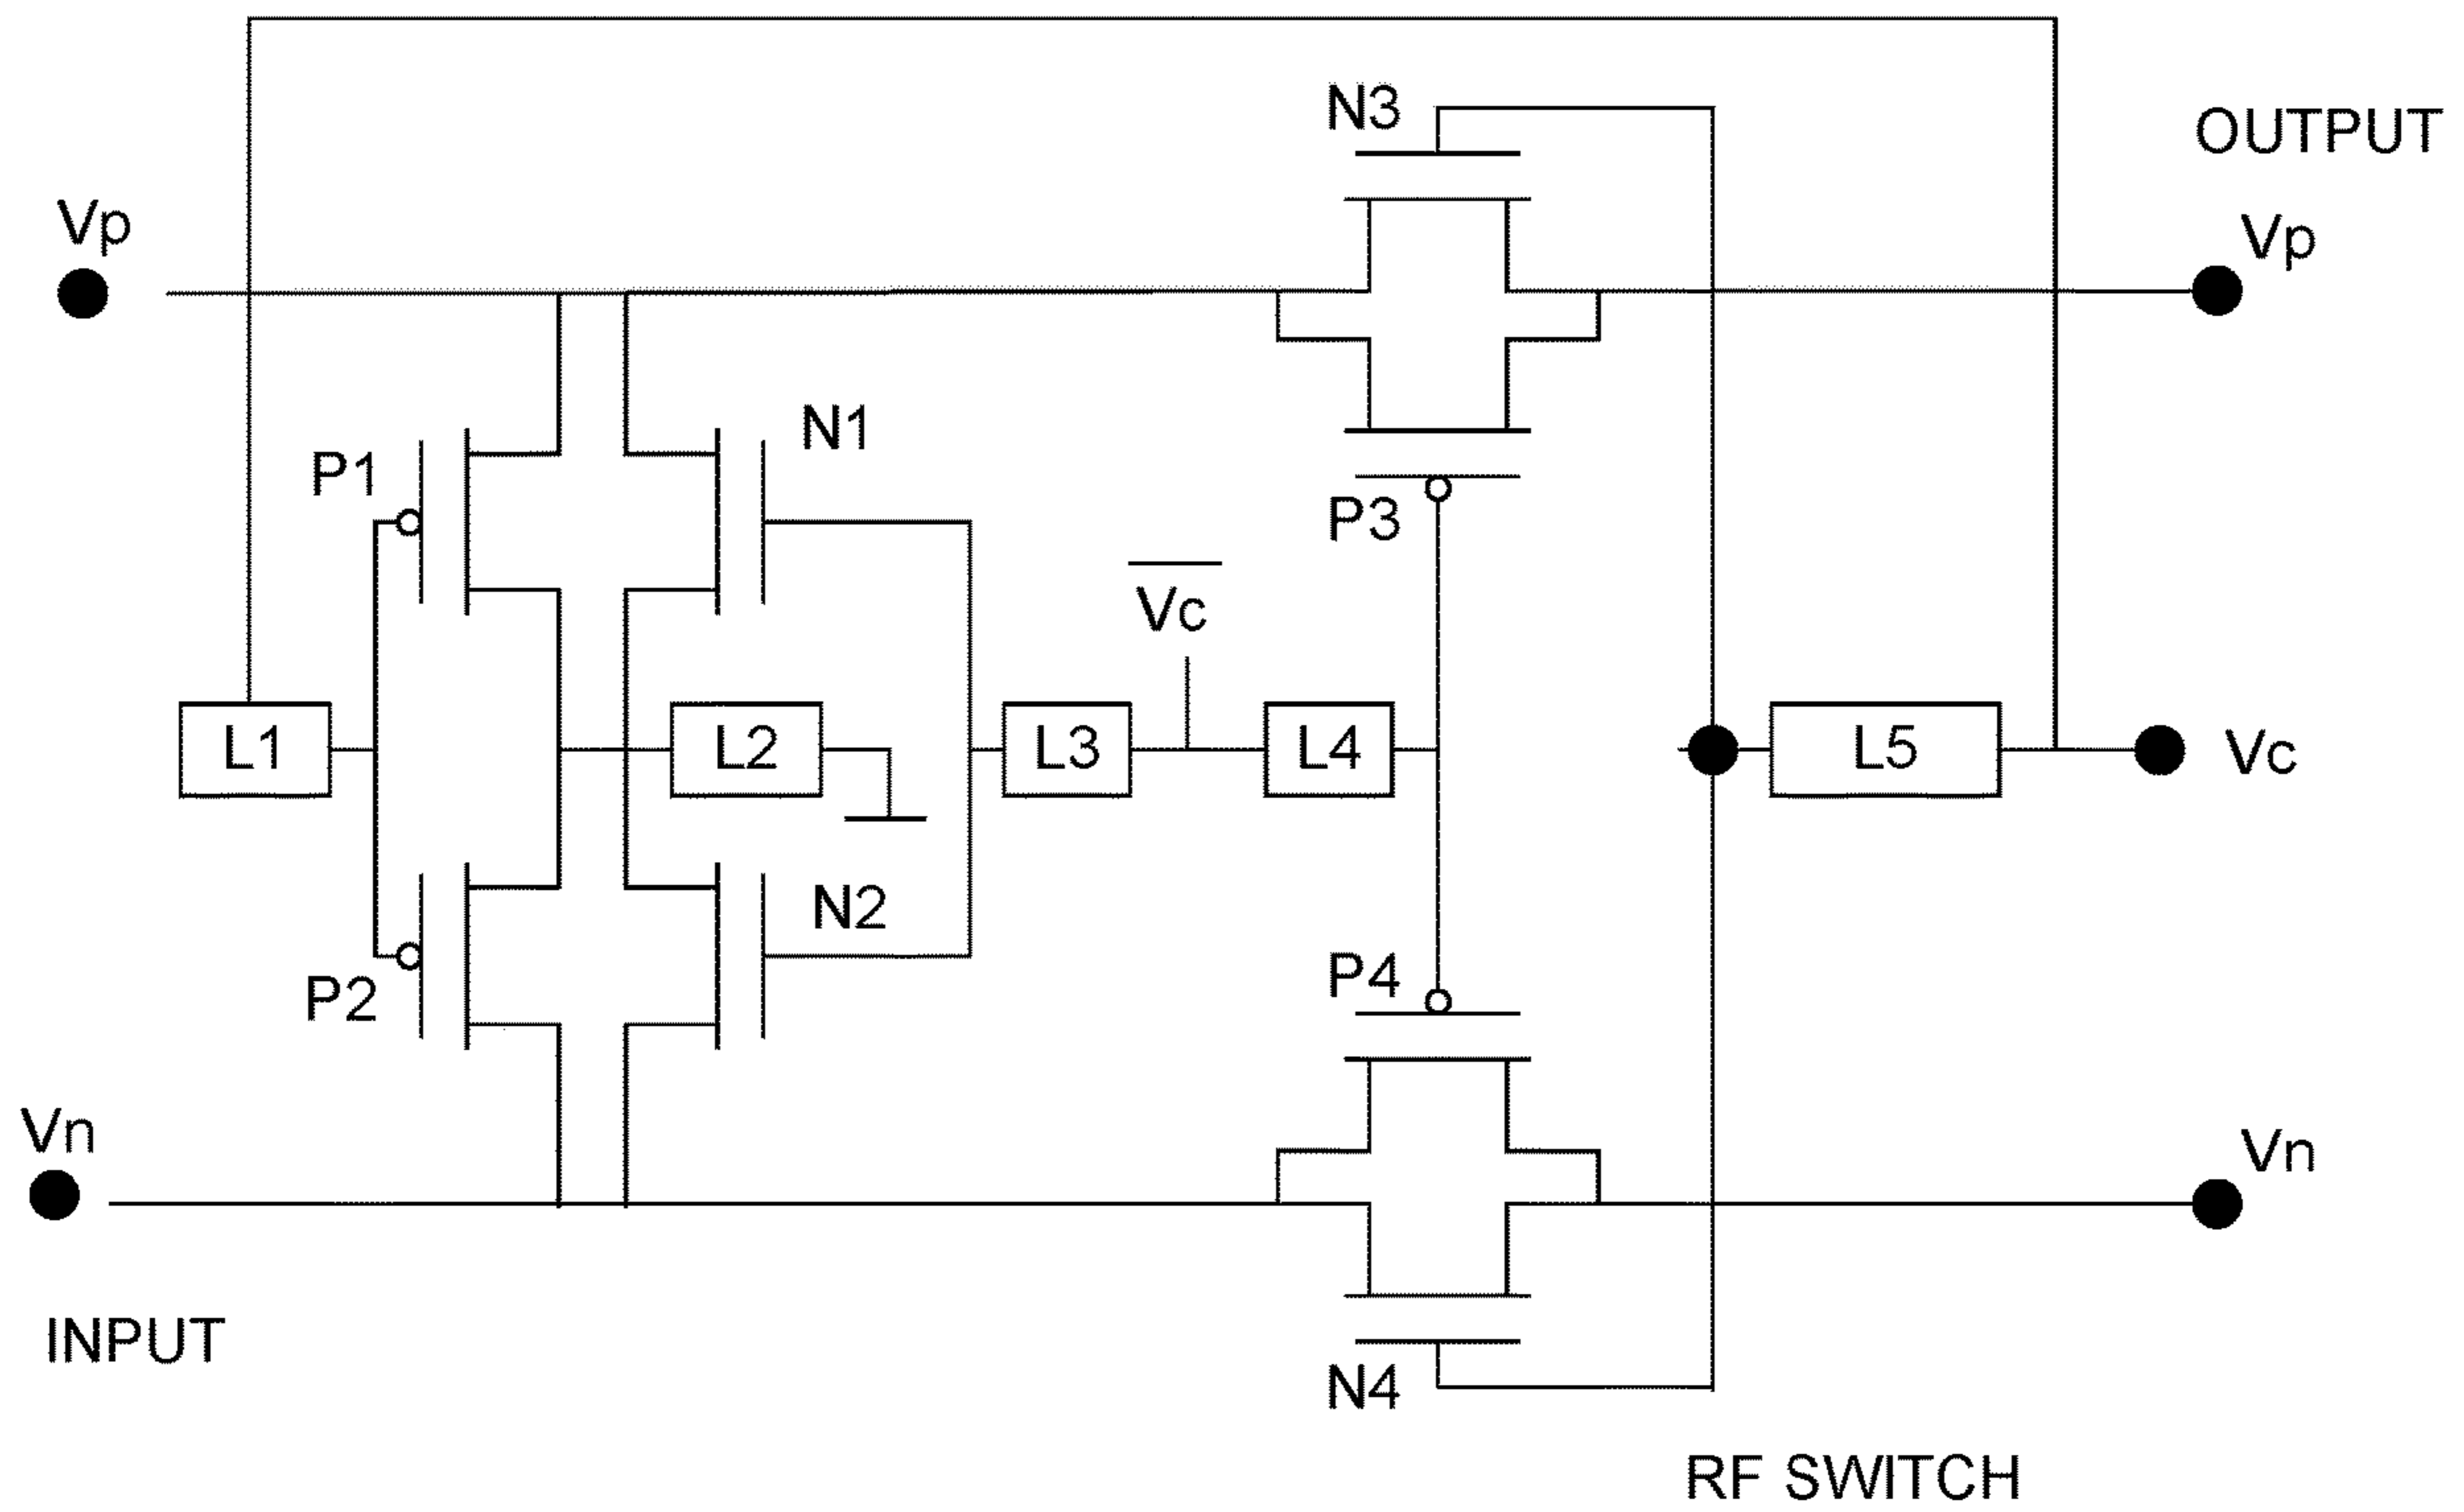 N3
OUTPUT
Vp
Vp
N1
P1
P3
V̅c̅
L1
L2
L3
L4
L5
Vc
N2
P2
P4
Vn
Vn
INPUT
N4
RF SWITCH